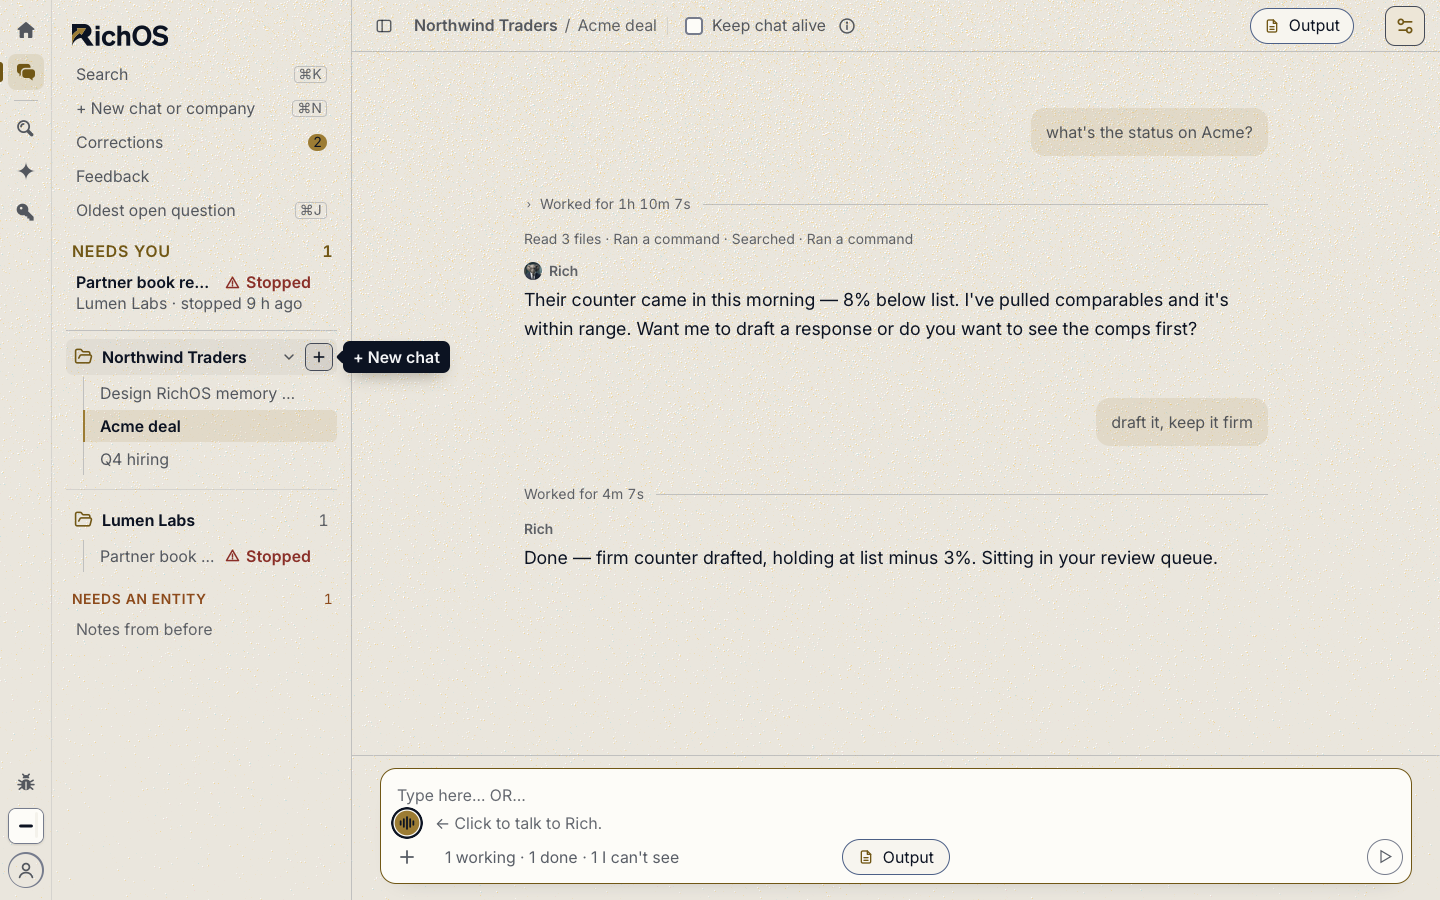 RichOS
Search ⌘K
+ New chat or company ⌘N
Corrections 2
Feedback
Oldest open question ⌘J
NEEDS YOU 1
Partner book re... Stopped
Lumen Labs · stopped 9 h ago
Northwind Traders
+ New chat
Design RichOS memory ...
Acme deal
Q4 hiring
Lumen Labs 1
Partner book ... Stopped
NEEDS AN ENTITY 1
Notes from before
Northwind Traders / Acme deal
Keep chat alive
Output
what's the status on Acme?
› Worked for 1h 10m 7s
Read 3 files · Ran a command · Searched · Ran a command
Rich
Their counter came in this morning — 8% below list. I've pulled comparables and it's
within range. Want me to draft a response or do you want to see the comps first?
draft it, keep it firm
Worked for 4m 7s
Rich
Done — firm counter drafted, holding at list minus 3%. Sitting in your review queue.
Type here... OR...
← Click to talk to Rich.
1 working · 1 done · 1 I can't see
Output